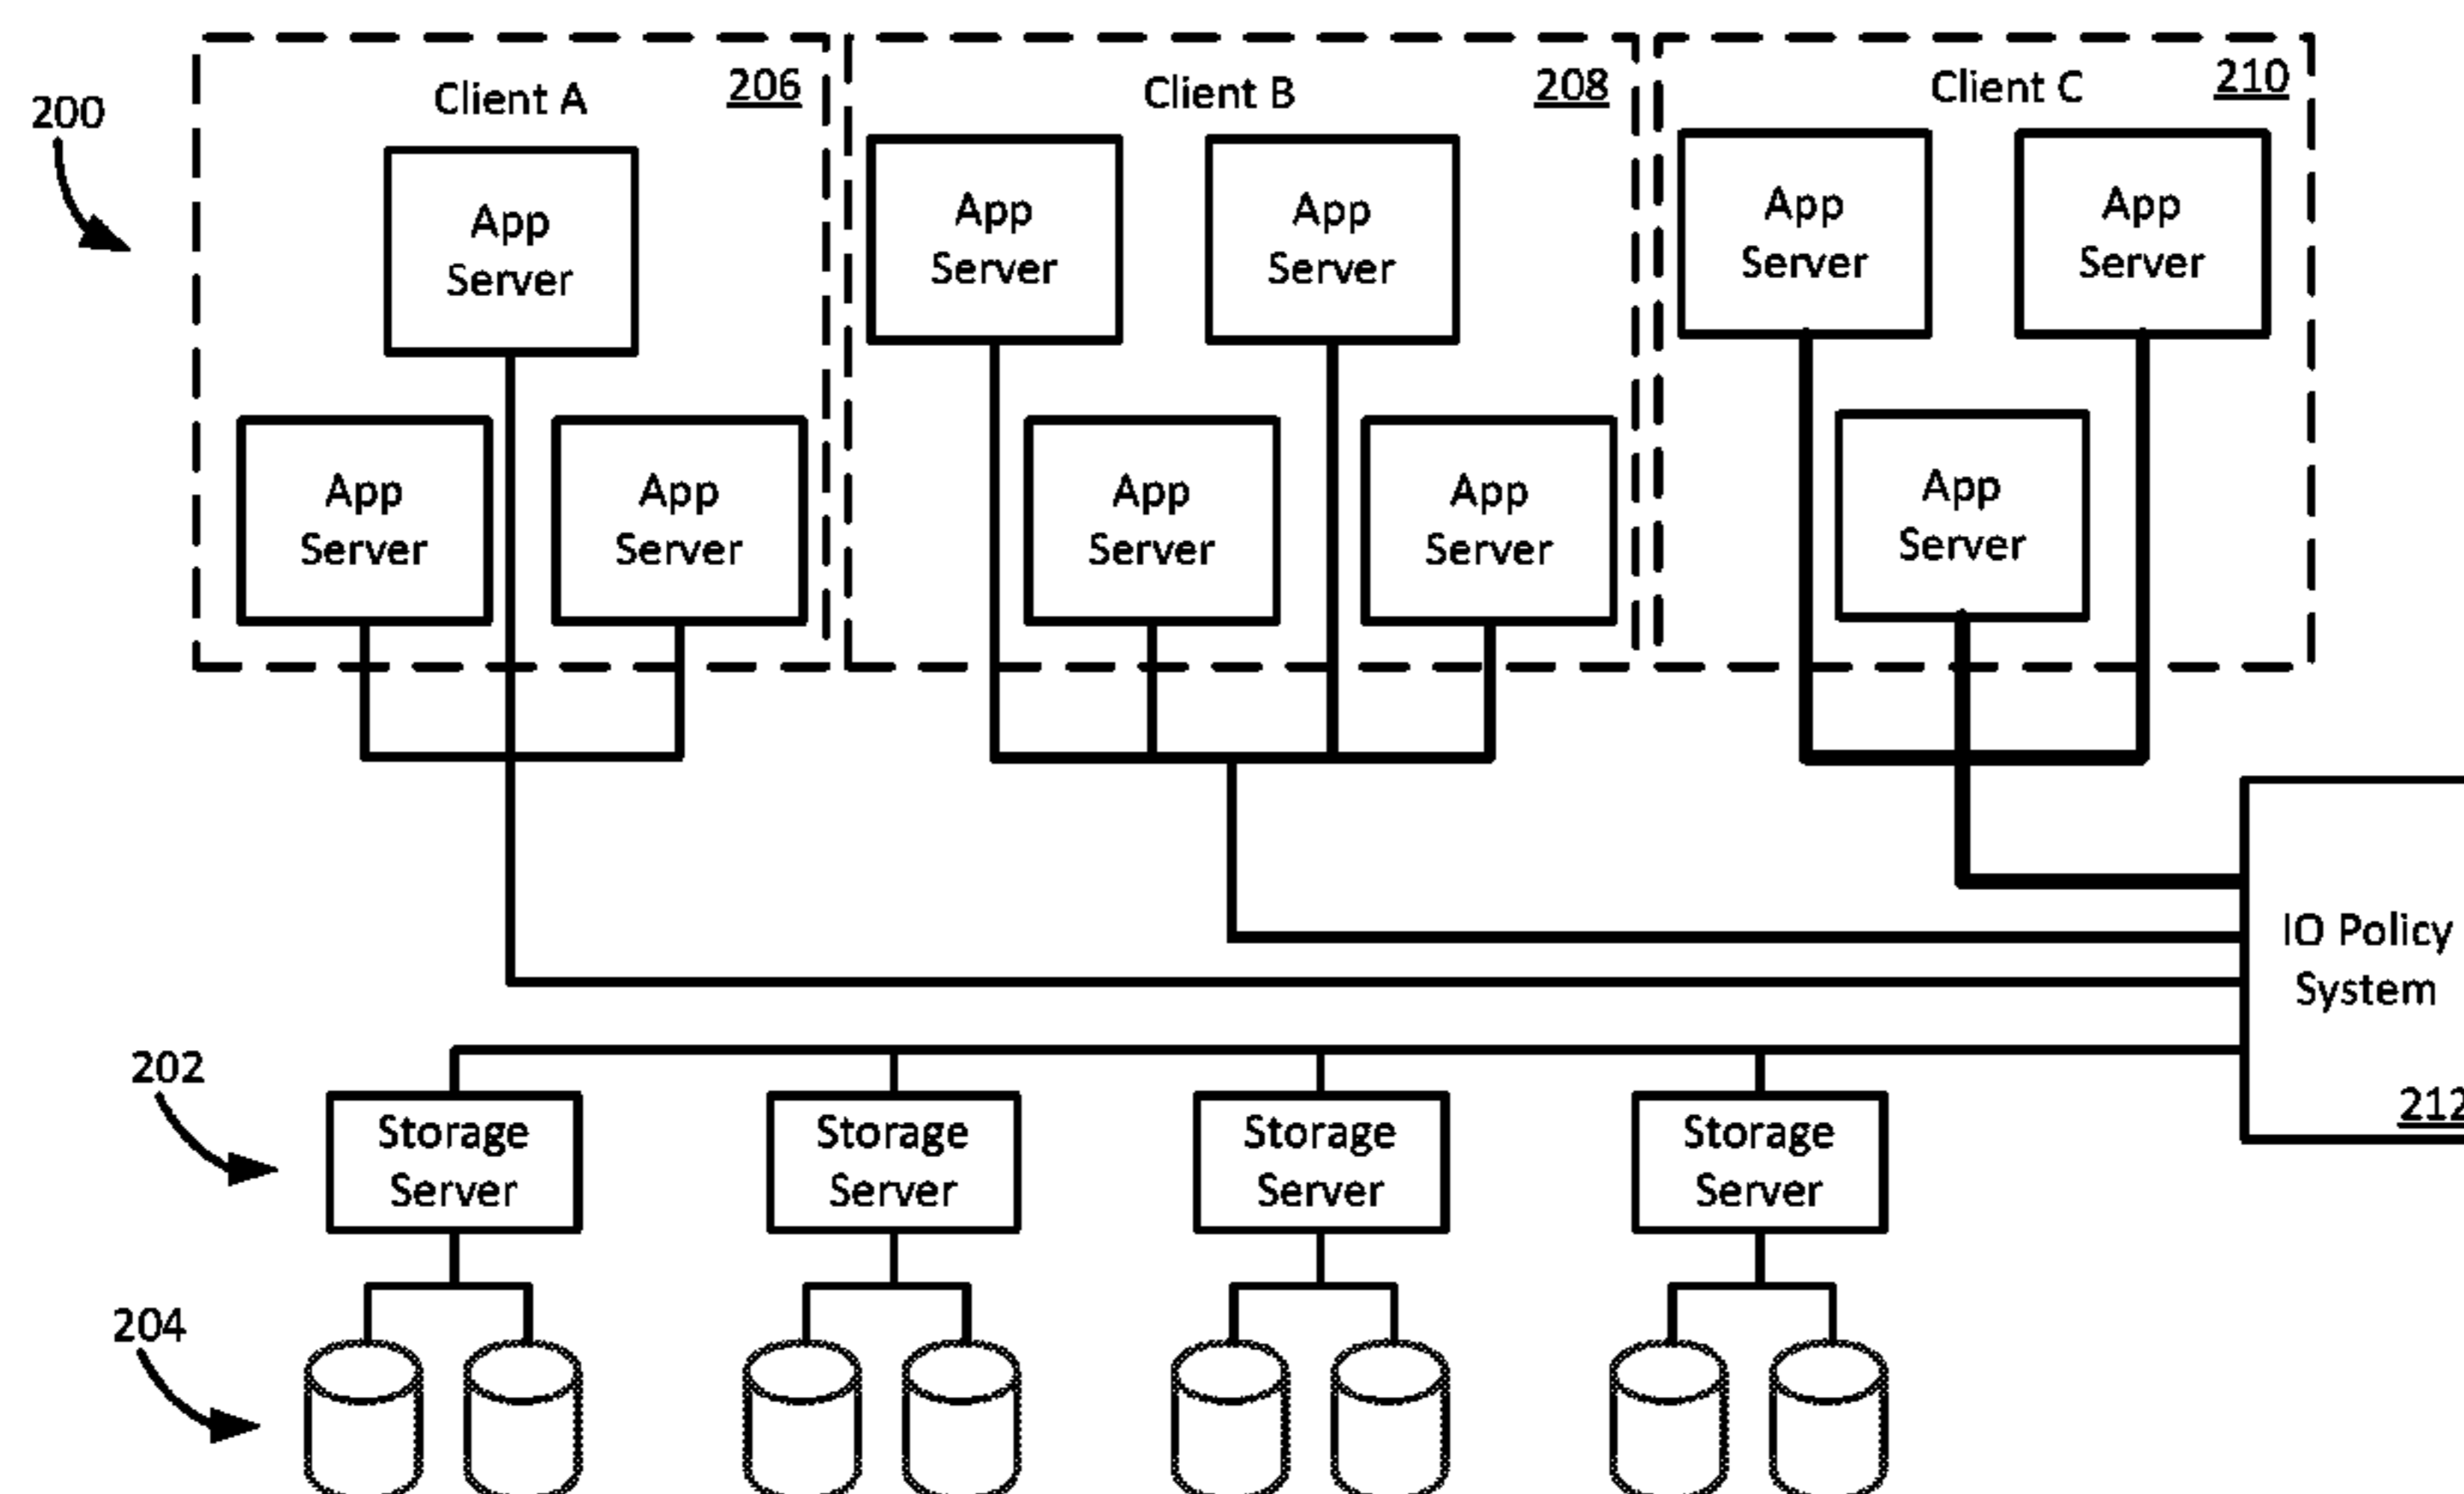 200
Client A
206
Client B
208
Client C
210
App
Server
App
Server
App
Server
App
Server
App
Server
App
Server
App
Server
App
Server
App
Server
App
Server
IO Policy
System
212
202
Storage
Server
Storage
Server
Storage
Server
Storage
Server
204